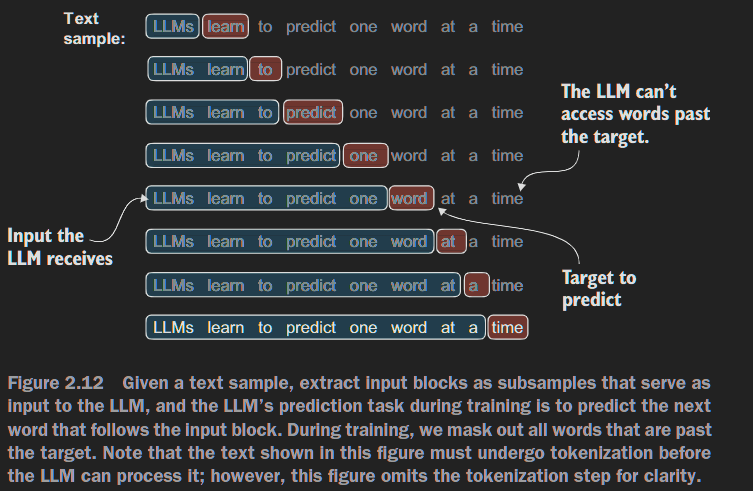 Text
sample:
LLMs learn to predict one word at a time
LLMs learn to predict one word at a time
LLMs learn to predict one word at a time
LLMs learn to predict one word at a time
LLMs learn to predict one word at a time
LLMs learn to predict one word at a time
LLMs learn to predict one word at a time
LLMs learn to predict one word at a time
The LLM can’t
access words past
the target.
Input the
LLM receives
Target to
predict
Figure 2.12 Given a text sample, extract input blocks as subsamples that serve as
input to the LLM, and the LLM’s prediction task during training is to predict the next
word that follows the input block. During training, we mask out all words that are past
the target. Note that the text shown in this figure must undergo tokenization before
the LLM can process it; however, this figure omits the tokenization step for clarity.